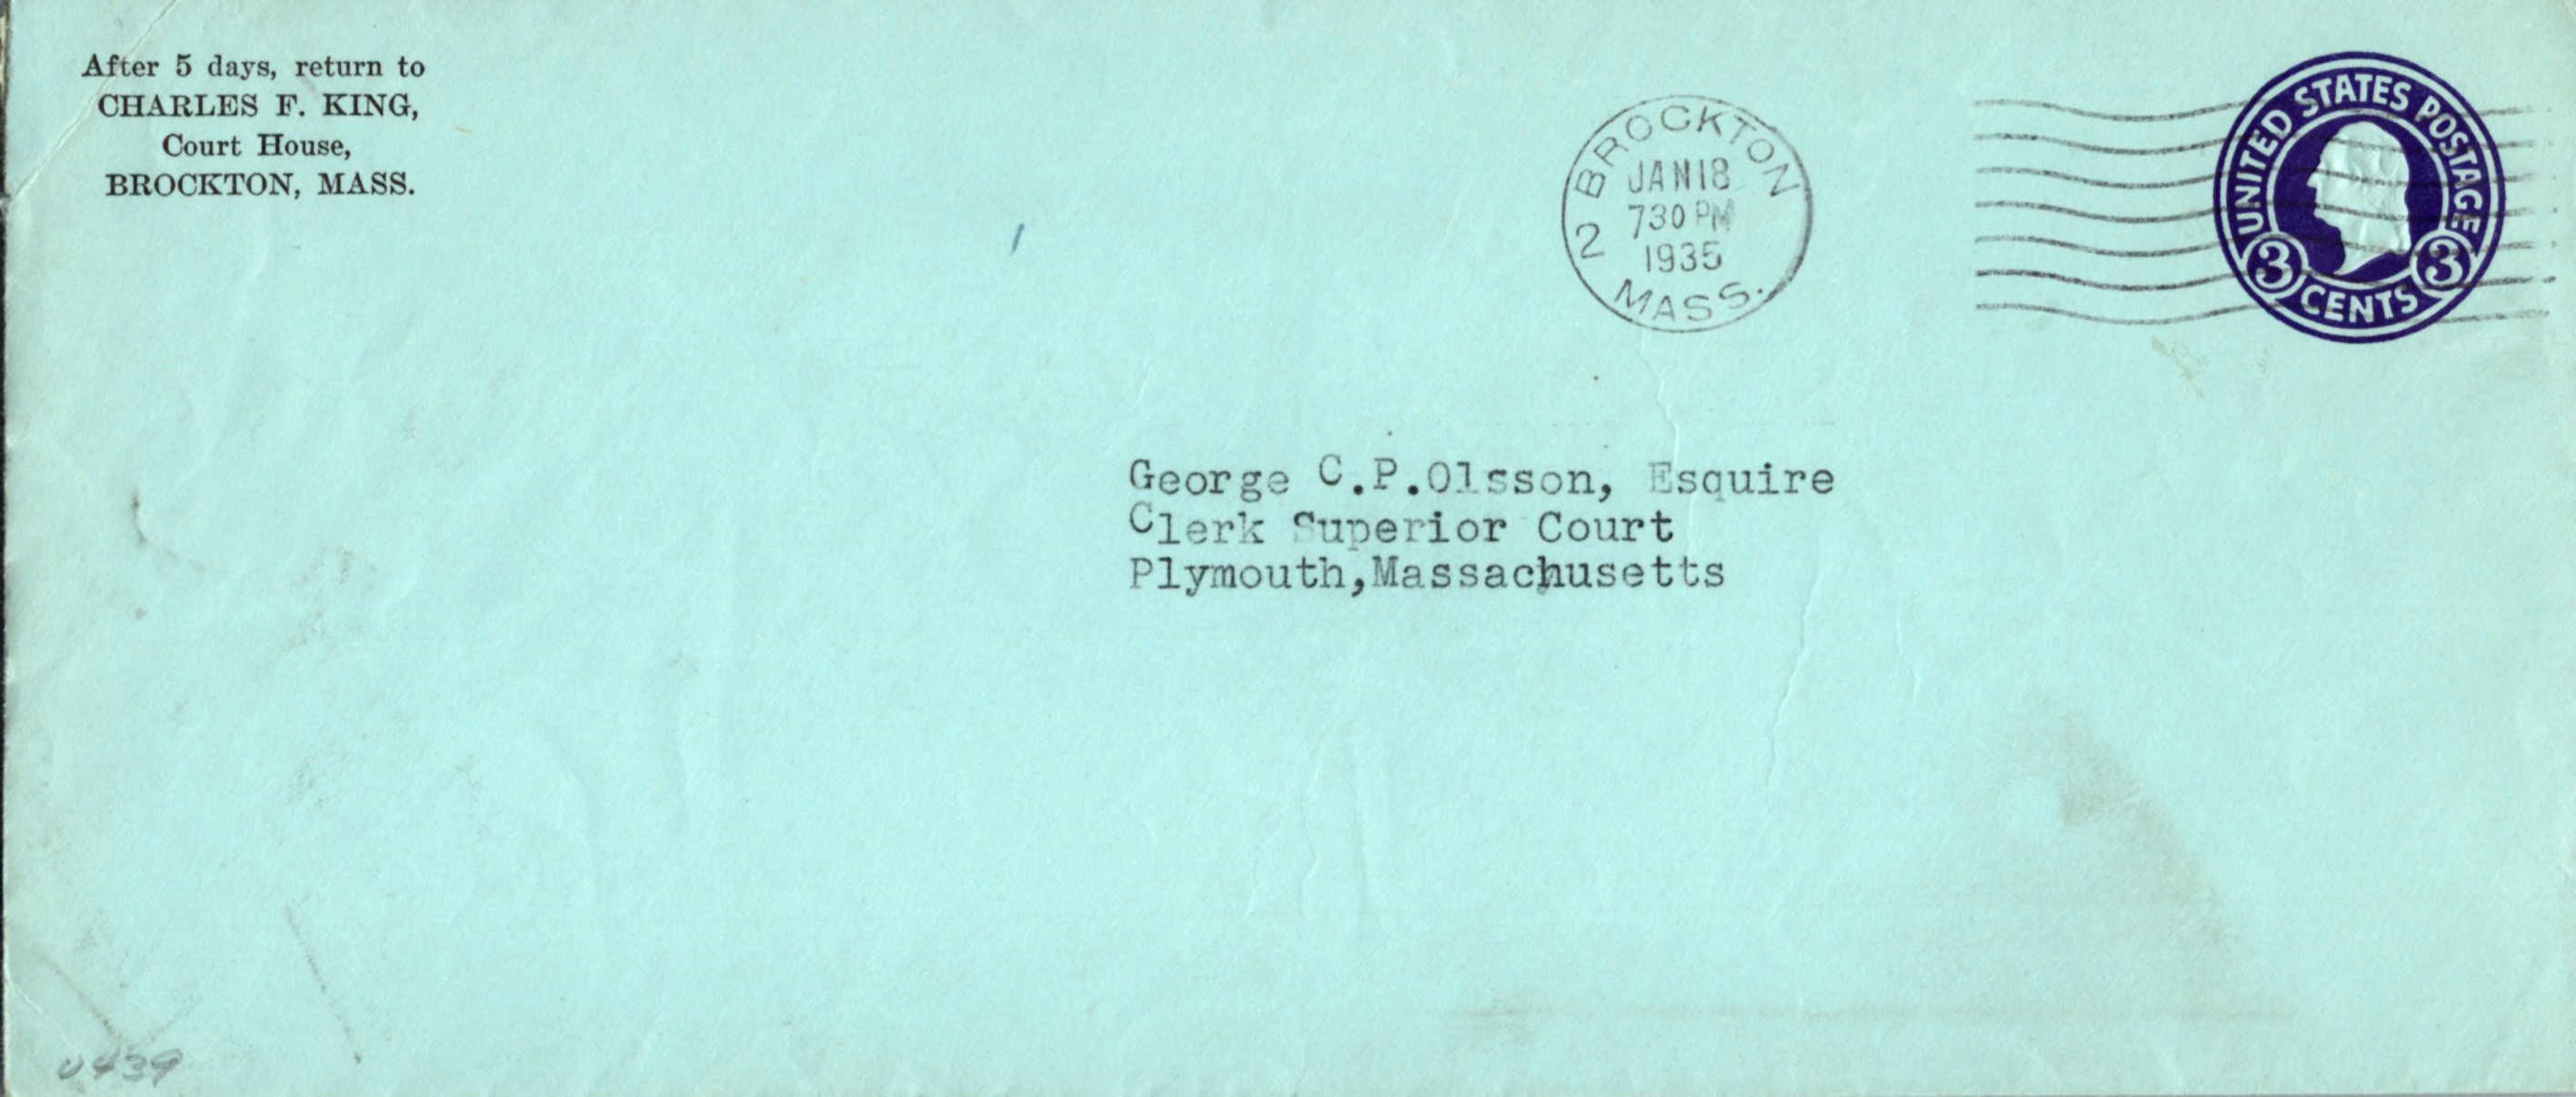 After 5 days, return to
CHARLES F. KING,
Court House,
BROCKTON, MASS.
2 BROCKTON
JAN 18
730 PM
1935
MASS.
UNITED STATES POSTAGE
3 CENTS 3
George C.P.Olsson, Esquire
Clerk Superior Court
Plymouth,Massachusetts
U439